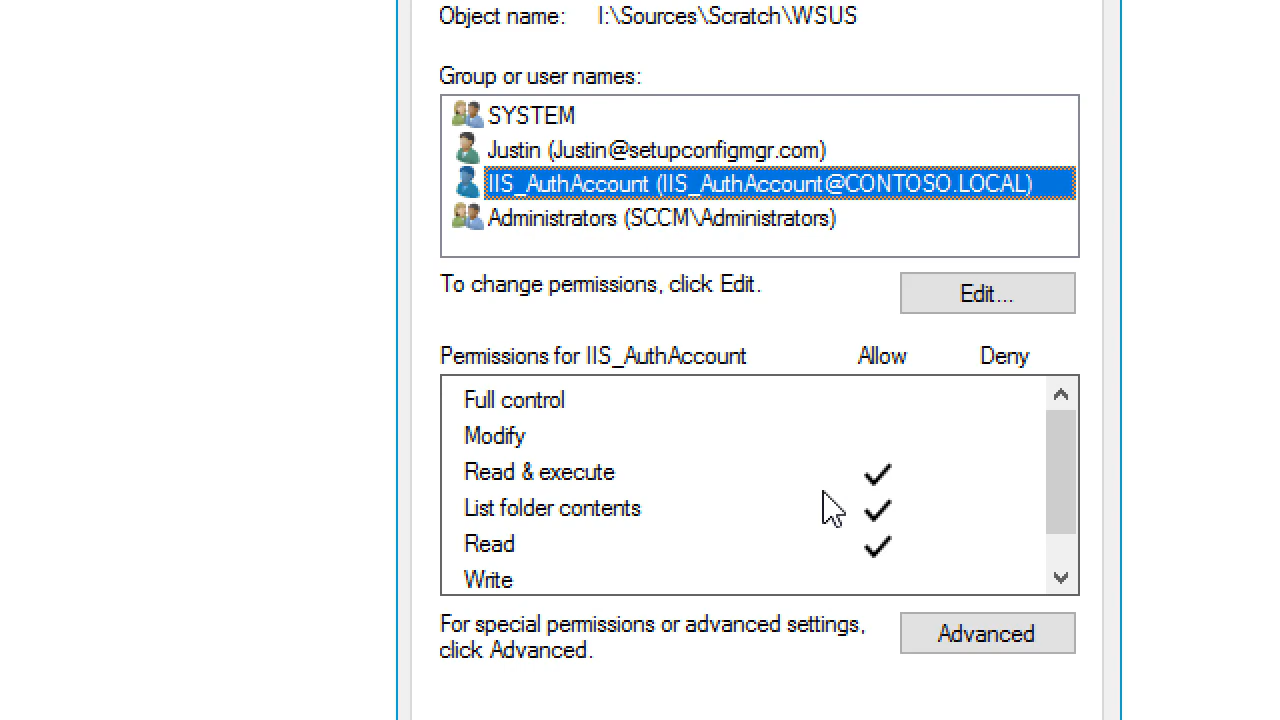 Object name: I:\Sources\Scratch\WSUS
Group or user names:
SYSTEM
Justin (Justin@setupconfigmgr.com)
IIS_AuthAccount (IIS_AuthAccount@CONTOSO.LOCAL)
Administrators (SCCM\Administrators)
To change permissions, click Edit.
Edit...
Permissions for IIS_AuthAccount Allow Deny
Full control
Modify
Read & execute
List folder contents
Read
Write
For special permissions or advanced settings,
click Advanced.
Advanced